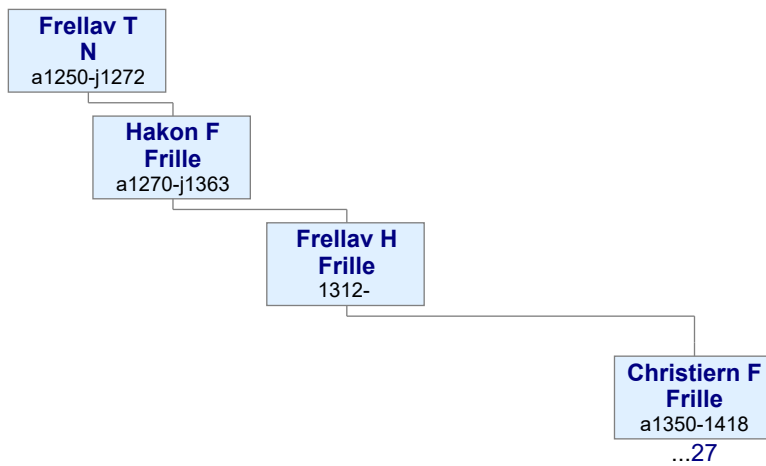 Frellav T
N
a1250-j1272
Hakon F
Frille
a1270-j1363
Frellav H
Frille
1312-
Christiern F
Frille
a1350-1418
...27